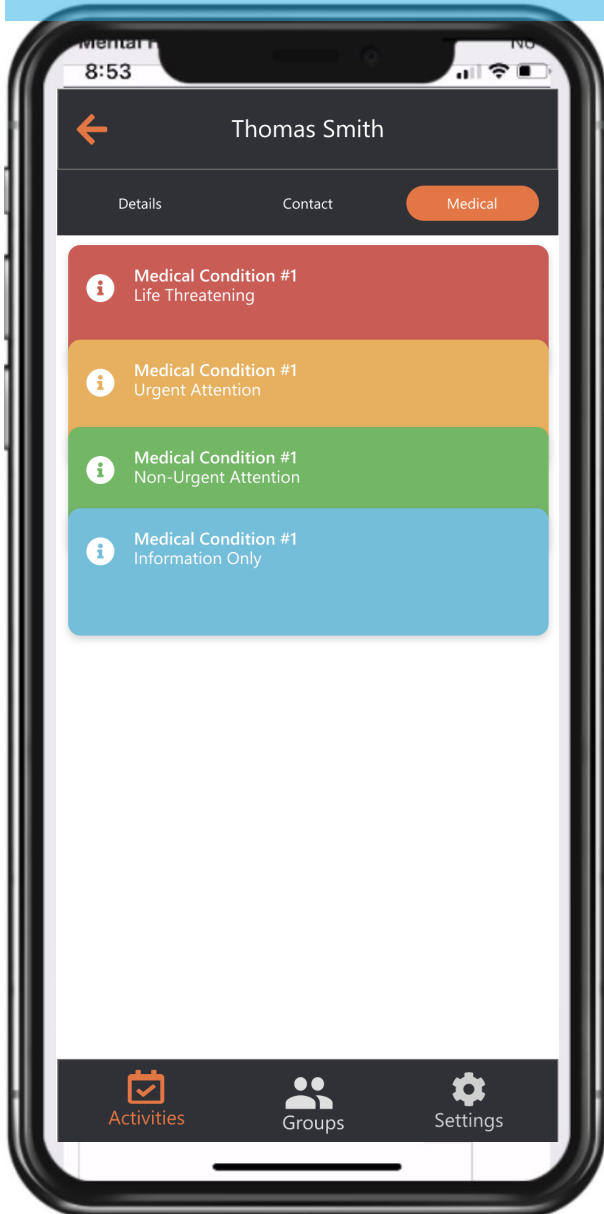 8:53
Thomas Smith
Details Contact Medical
Medical Condition #1
Life Threatening
Medical Condition #1
Urgent Attention
Medical Condition #1
Non-Urgent Attention
Medical Condition #1
Information Only
Activities Groups Settings